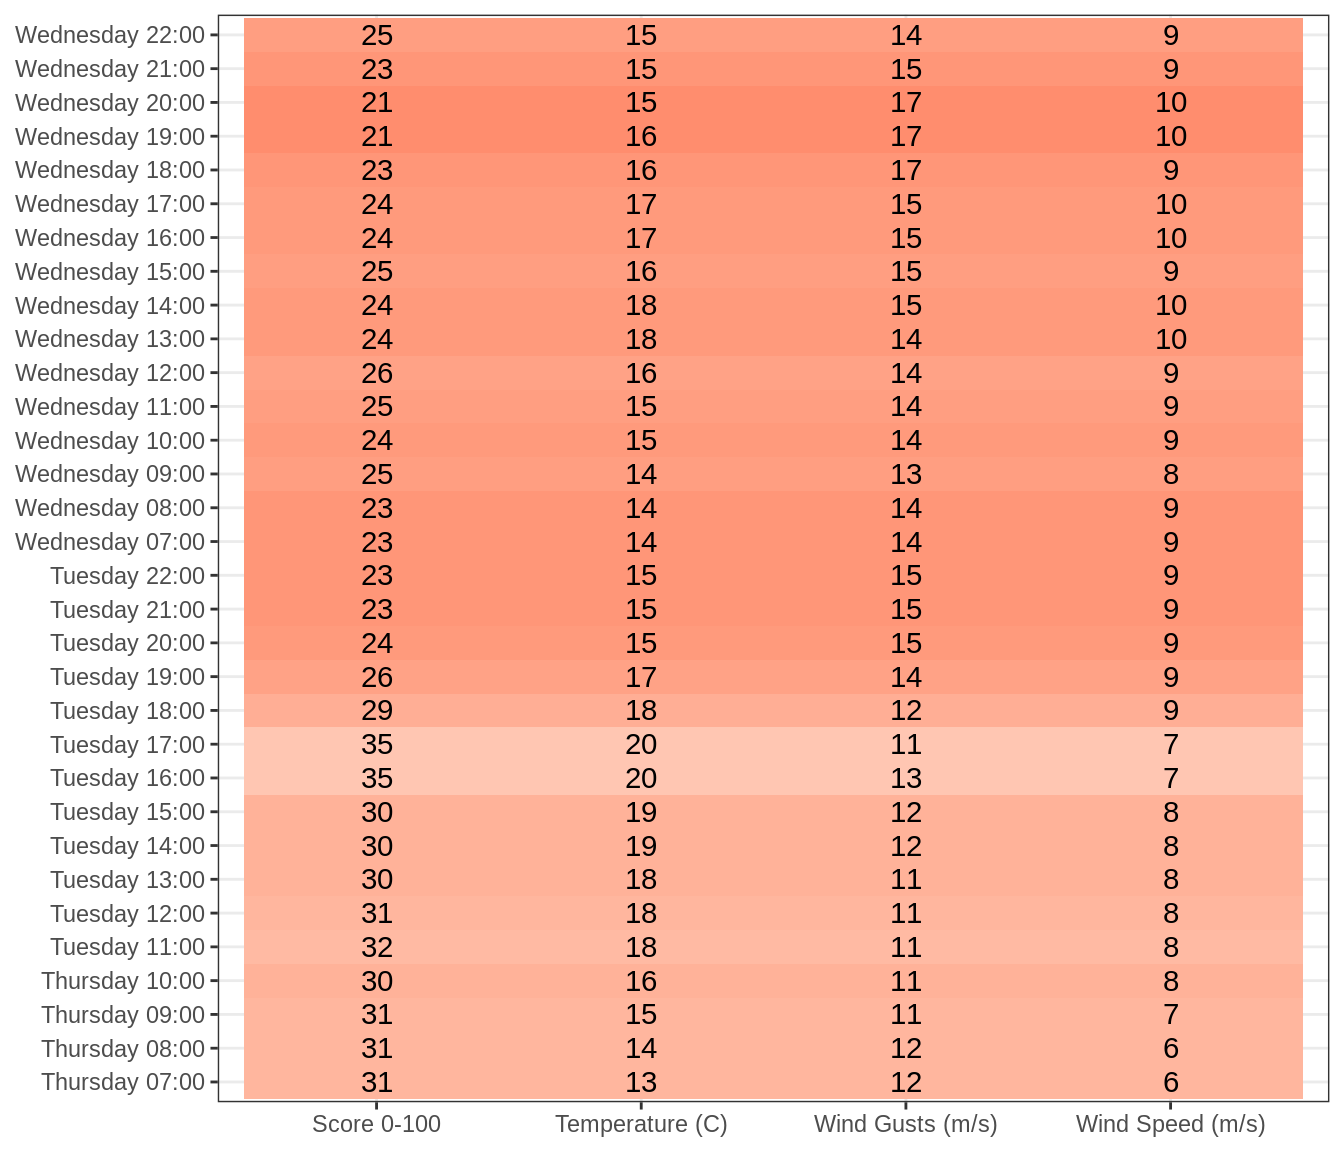 Wednesday 22:00 25 15 14 9
Wednesday 21:00 23 15 15 9
Wednesday 20:00 21 15 17 10
Wednesday 19:00 21 16 17 10
Wednesday 18:00 23 16 17 9
Wednesday 17:00 24 17 15 10
Wednesday 16:00 24 17 15 10
Wednesday 15:00 25 16 15 9
Wednesday 14:00 24 18 15 10
Wednesday 13:00 24 18 14 10
Wednesday 12:00 26 16 14 9
Wednesday 11:00 25 15 14 9
Wednesday 10:00 24 15 14 9
Wednesday 09:00 25 14 13 8
Wednesday 08:00 23 14 14 9
Wednesday 07:00 23 14 14 9
Tuesday 22:00 23 15 15 9
Tuesday 21:00 23 15 15 9
Tuesday 20:00 24 15 15 9
Tuesday 19:00 26 17 14 9
Tuesday 18:00 29 18 12 9
Tuesday 17:00 35 20 11 7
Tuesday 16:00 35 20 13 7
Tuesday 15:00 30 19 12 8
Tuesday 14:00 30 19 12 8
Tuesday 13:00 30 18 11 8
Tuesday 12:00 31 18 11 8
Tuesday 11:00 32 18 11 8
Thursday 10:00 30 16 11 8
Thursday 09:00 31 15 11 7
Thursday 08:00 31 14 12 6
Thursday 07:00 31 13 12 6
Score 0-100 Temperature (C) Wind Gusts (m/s) Wind Speed (m/s)